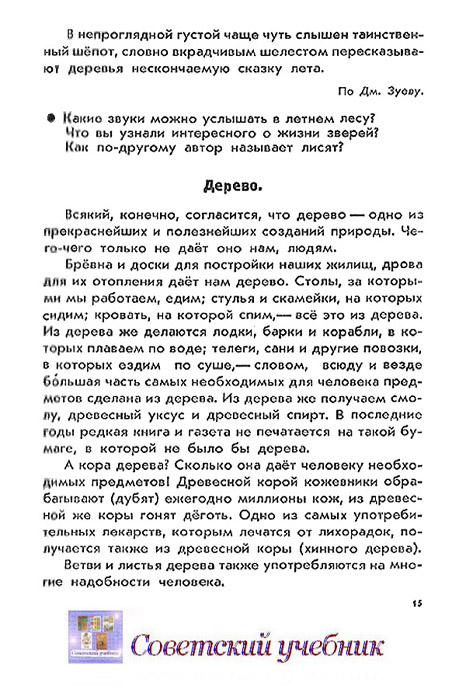 В непроглядной густой чаще чуть слышен таинствен-
ный шёпот, словно вкрадчивым шелестом пересказыва-
ют деревья нескончаемую сказку лета.
По Дм. Зуеву.
● Какие звуки можно услышать в летнем лесу?
Что вы узнали интересного о жизни зверей?
Как по-другому автор называет лисят?
Дерево.
Всякий, конечно, согласится, что дерево — одно из
прекраснейших и полезнейших созданий природы. Че-
го-чего только не даёт оно нам, людям.
Брёвна и доски для постройки наших жилищ, дрова
для их отопления даёт нам дерево. Столы, за которы-
ми мы работаем, едим; стулья и скамейки, на которых
сидим; кровать, на которой спим,— всё это из дерева.
Из дерева же делаются лодки, барки и корабли, в ко-
торых плаваем по воде; телеги, сани и другие повозки,
в которых ездим по суше,— словом, всюду и везде
бо́льшая часть самых необходимых для человека пред-
метов сделана из дерева. Из дерева же получаем смо-
лу, древесный уксус и древесный спирт. В последние
годы редкая книга и газета не печатается на такой бу-
маге, в которой не было бы дерева.
А кора дерева? Сколько она даёт человеку необхо-
димых предметов! Древесной корой кожевники обра-
батывают (дубят) ежегодно миллионы кож, из древес-
ной же коры гонят дёготь. Одно из самых употреби-
тельных лекарств, которым лечатся от лихорадок, по-
лучается также из древесной коры (хинного дерева).
Ветви и листья дерева также употребляются на мно-
гие надобности человека.
15
Советский учебник
Советский учебник